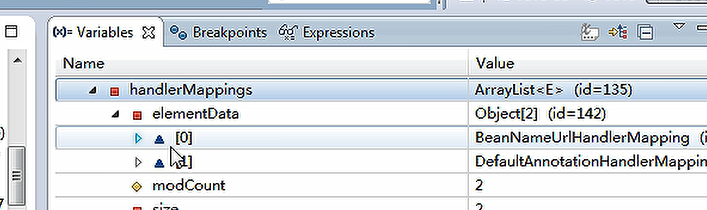 (x)= Variables Breakpoints Expressions
Name Value
handlerMappings ArrayList<E> (id=135)
elementData Object[2] (id=142)
[0] BeanNameUrlHandlerMapping (i
1] DefaultAnnotationHandlerMappin
modCount 2
size 2